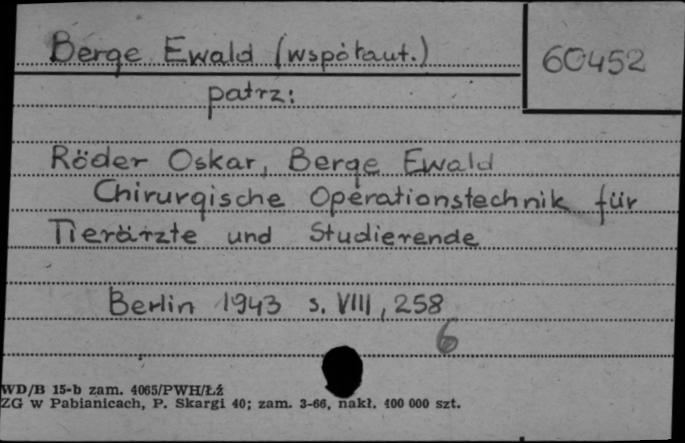 Berge Ewald (współaut.)
60452
patrz:
Röder Oskar, Berge Ewald
Chirurgische Operationstechnik für
Tierärzte und Studierende
Berlin 1943 s. VIII, 258
6
WD/B 15-b zam. 4065/PWH/Łź
ZG w Pabianicach, P. Skargi 40; zam. 3-66, nakł. 400 000 szt.